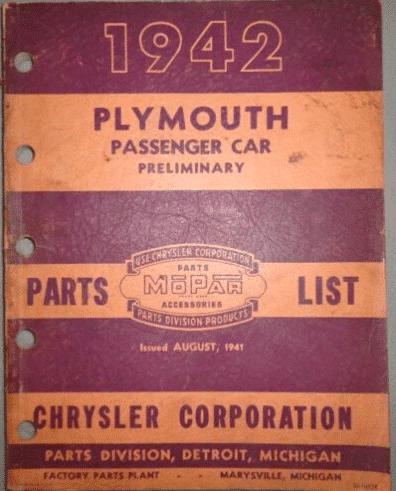 1942
PLYMOUTH
PASSENGER CAR
PRELIMINARY
USE CHRYSLER CORPORATION
PARTS
PARTS MOPAR LIST
ACCESSORIES
PARTS DIVISION PRODUCTS
Issued AUGUST, 1941
CHRYSLER CORPORATION
PARTS DIVISION, DETROIT, MICHIGAN
FACTORY PARTS PLANT - - MARYSVILLE, MICHIGAN